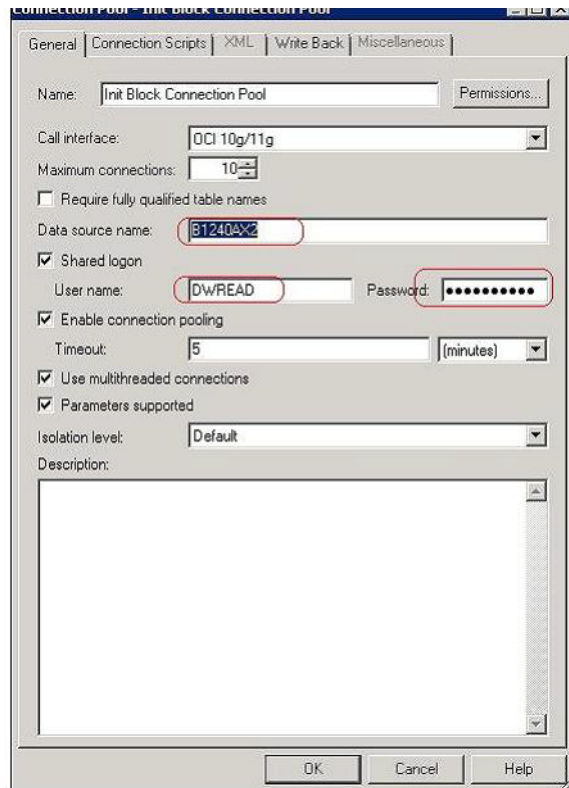 Connection Pool - Init Block Connection Pool
General Connection Scripts XML Write Back Miscellaneous
Name: Init Block Connection Pool Permissions...
Call interface: OCI 10g/11g
Maximum connections: 10
Require fully qualified table names
Data source name: B1240AX2
Shared logon
User name: DWREAD Password: ●●●●●●●●●●
Enable connection pooling
Timeout: 5 (minutes)
Use multithreaded connections
Parameters supported
Isolation level: Default
Description:
OK Cancel Help